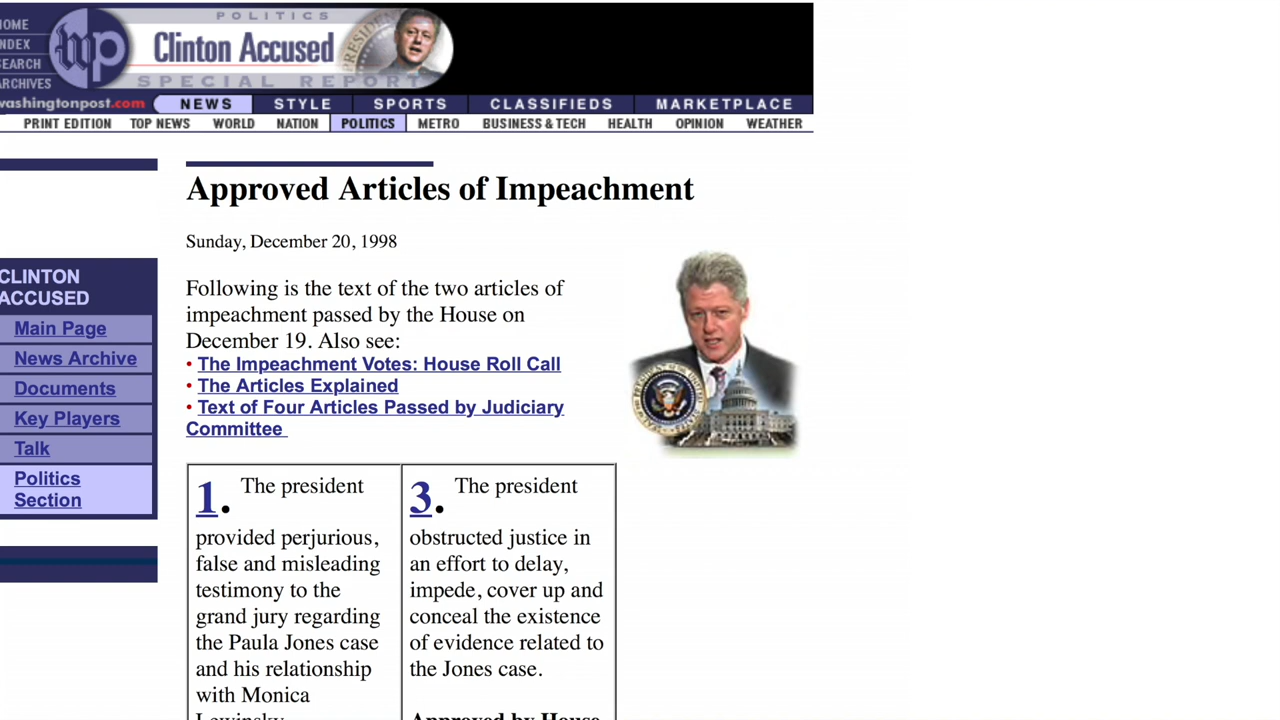 POLITICS
HOME
INDEX
SEARCH
ARCHIVES
wp
Clinton Accused
SPECIAL REPORT
washingtonpost.com
NEWS STYLE SPORTS CLASSIFIEDS MARKETPLACE
PRINT EDITION TOP NEWS WORLD NATION POLITICS METRO BUSINESS & TECH HEALTH OPINION WEATHER
Approved Articles of Impeachment
Sunday, December 20, 1998
CLINTON
ACCUSED
Main Page
News Archive
Documents
Key Players
Talk
Politics
Section
Following is the text of the two articles of
impeachment passed by the House on
December 19. Also see:
• The Impeachment Votes: House Roll Call
• The Articles Explained
• Text of Four Articles Passed by Judiciary
Committee
1. The president
provided perjurious,
false and misleading
testimony to the
grand jury regarding
the Paula Jones case
and his relationship
with Monica
Lewinsky.
3. The president
obstructed justice in
an effort to delay,
impede, cover up and
conceal the existence
of evidence related to
the Jones case.
Approved by House